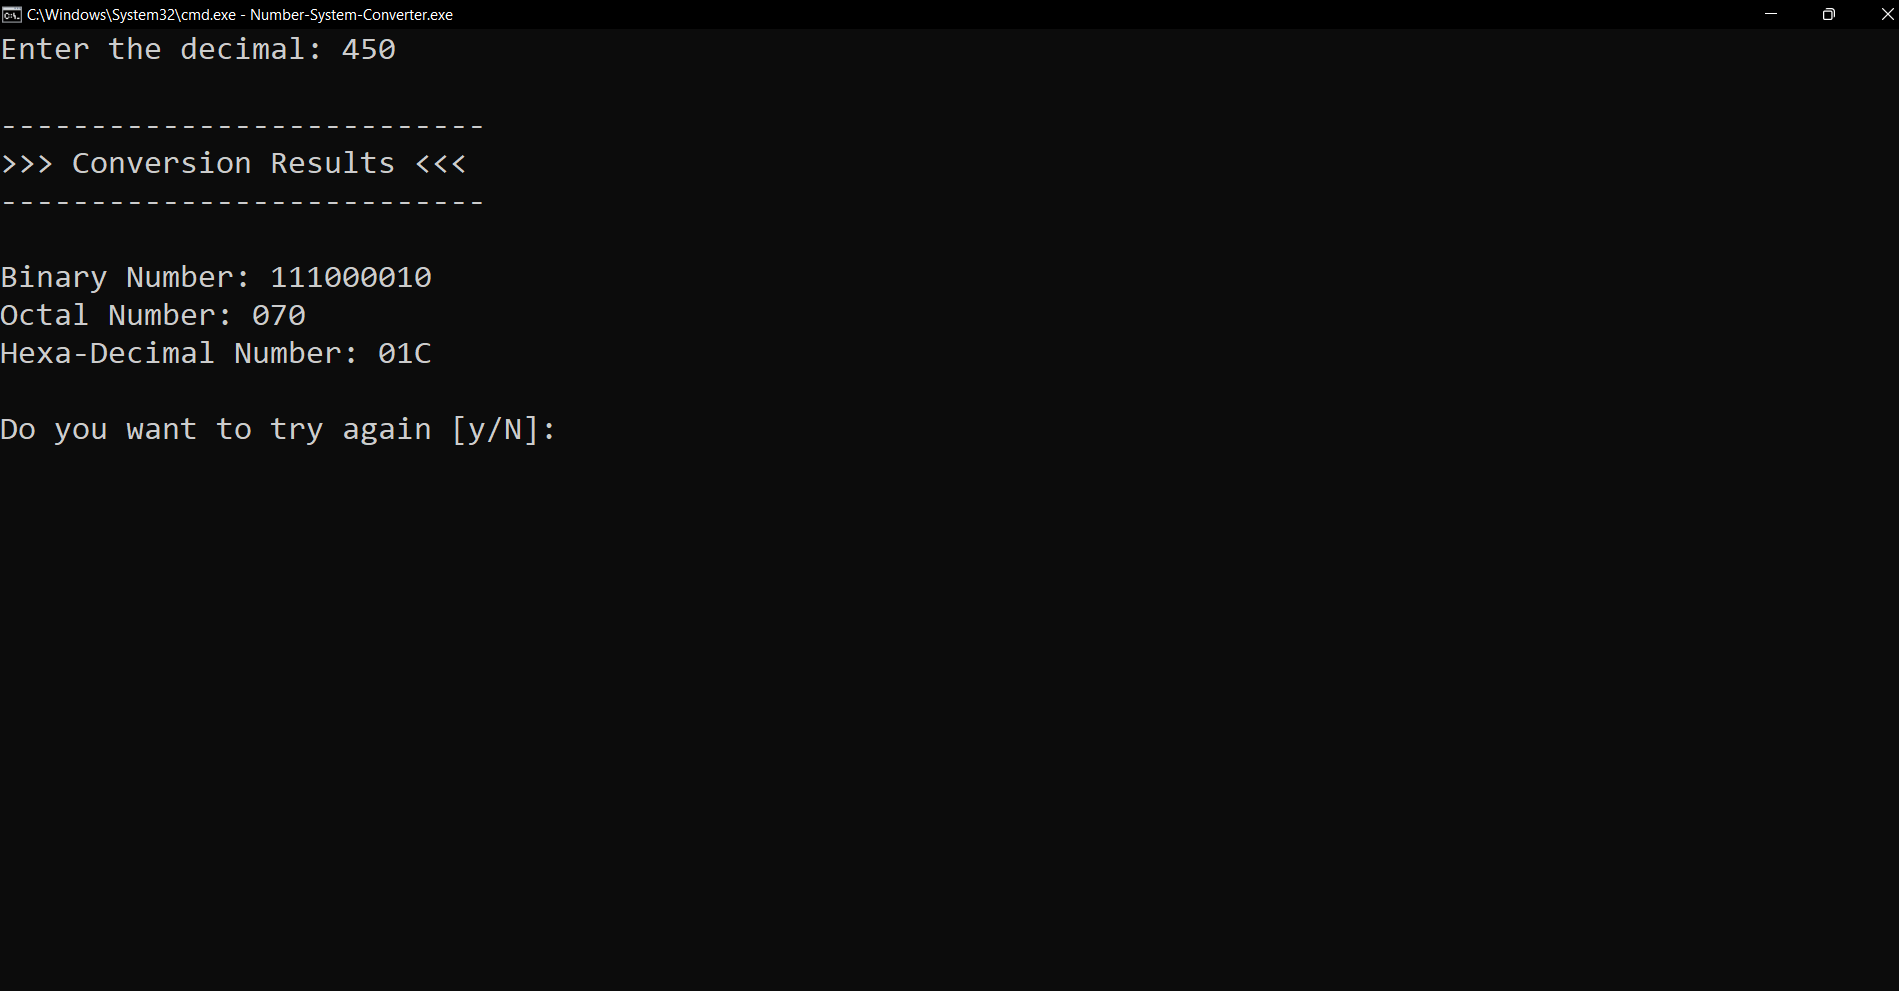 C:\Windows\System32\cmd.exe - Number-System-Converter.exe
Enter the decimal: 450
---------------------------
>>> Conversion Results <<<
---------------------------
Binary Number: 111000010
Octal Number: 070
Hexa-Decimal Number: 01C
Do you want to try again [y/N]: